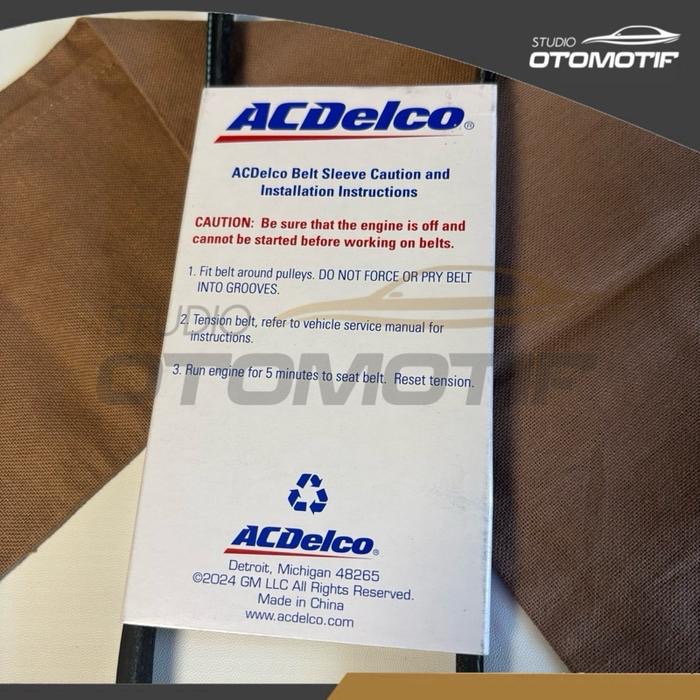 STUDIO
OTOMOTIF
ACDelco®
ACDelco Belt Sleeve Caution and
Installation Instructions
CAUTION: Be sure that the engine is off and
cannot be started before working on belts.
1. Fit belt around pulleys. DO NOT FORCE OR PRY BELT
INTO GROOVES.
2. Tension belt, refer to vehicle service manual for
instructions.
3. Run engine for 5 minutes to seat belt. Reset tension.
STUDIO
OTOMOTIF
ACDelco®
Detroit, Michigan 48265
©2024 GM LLC All Rights Reserved.
Made in China
www.acdelco.com